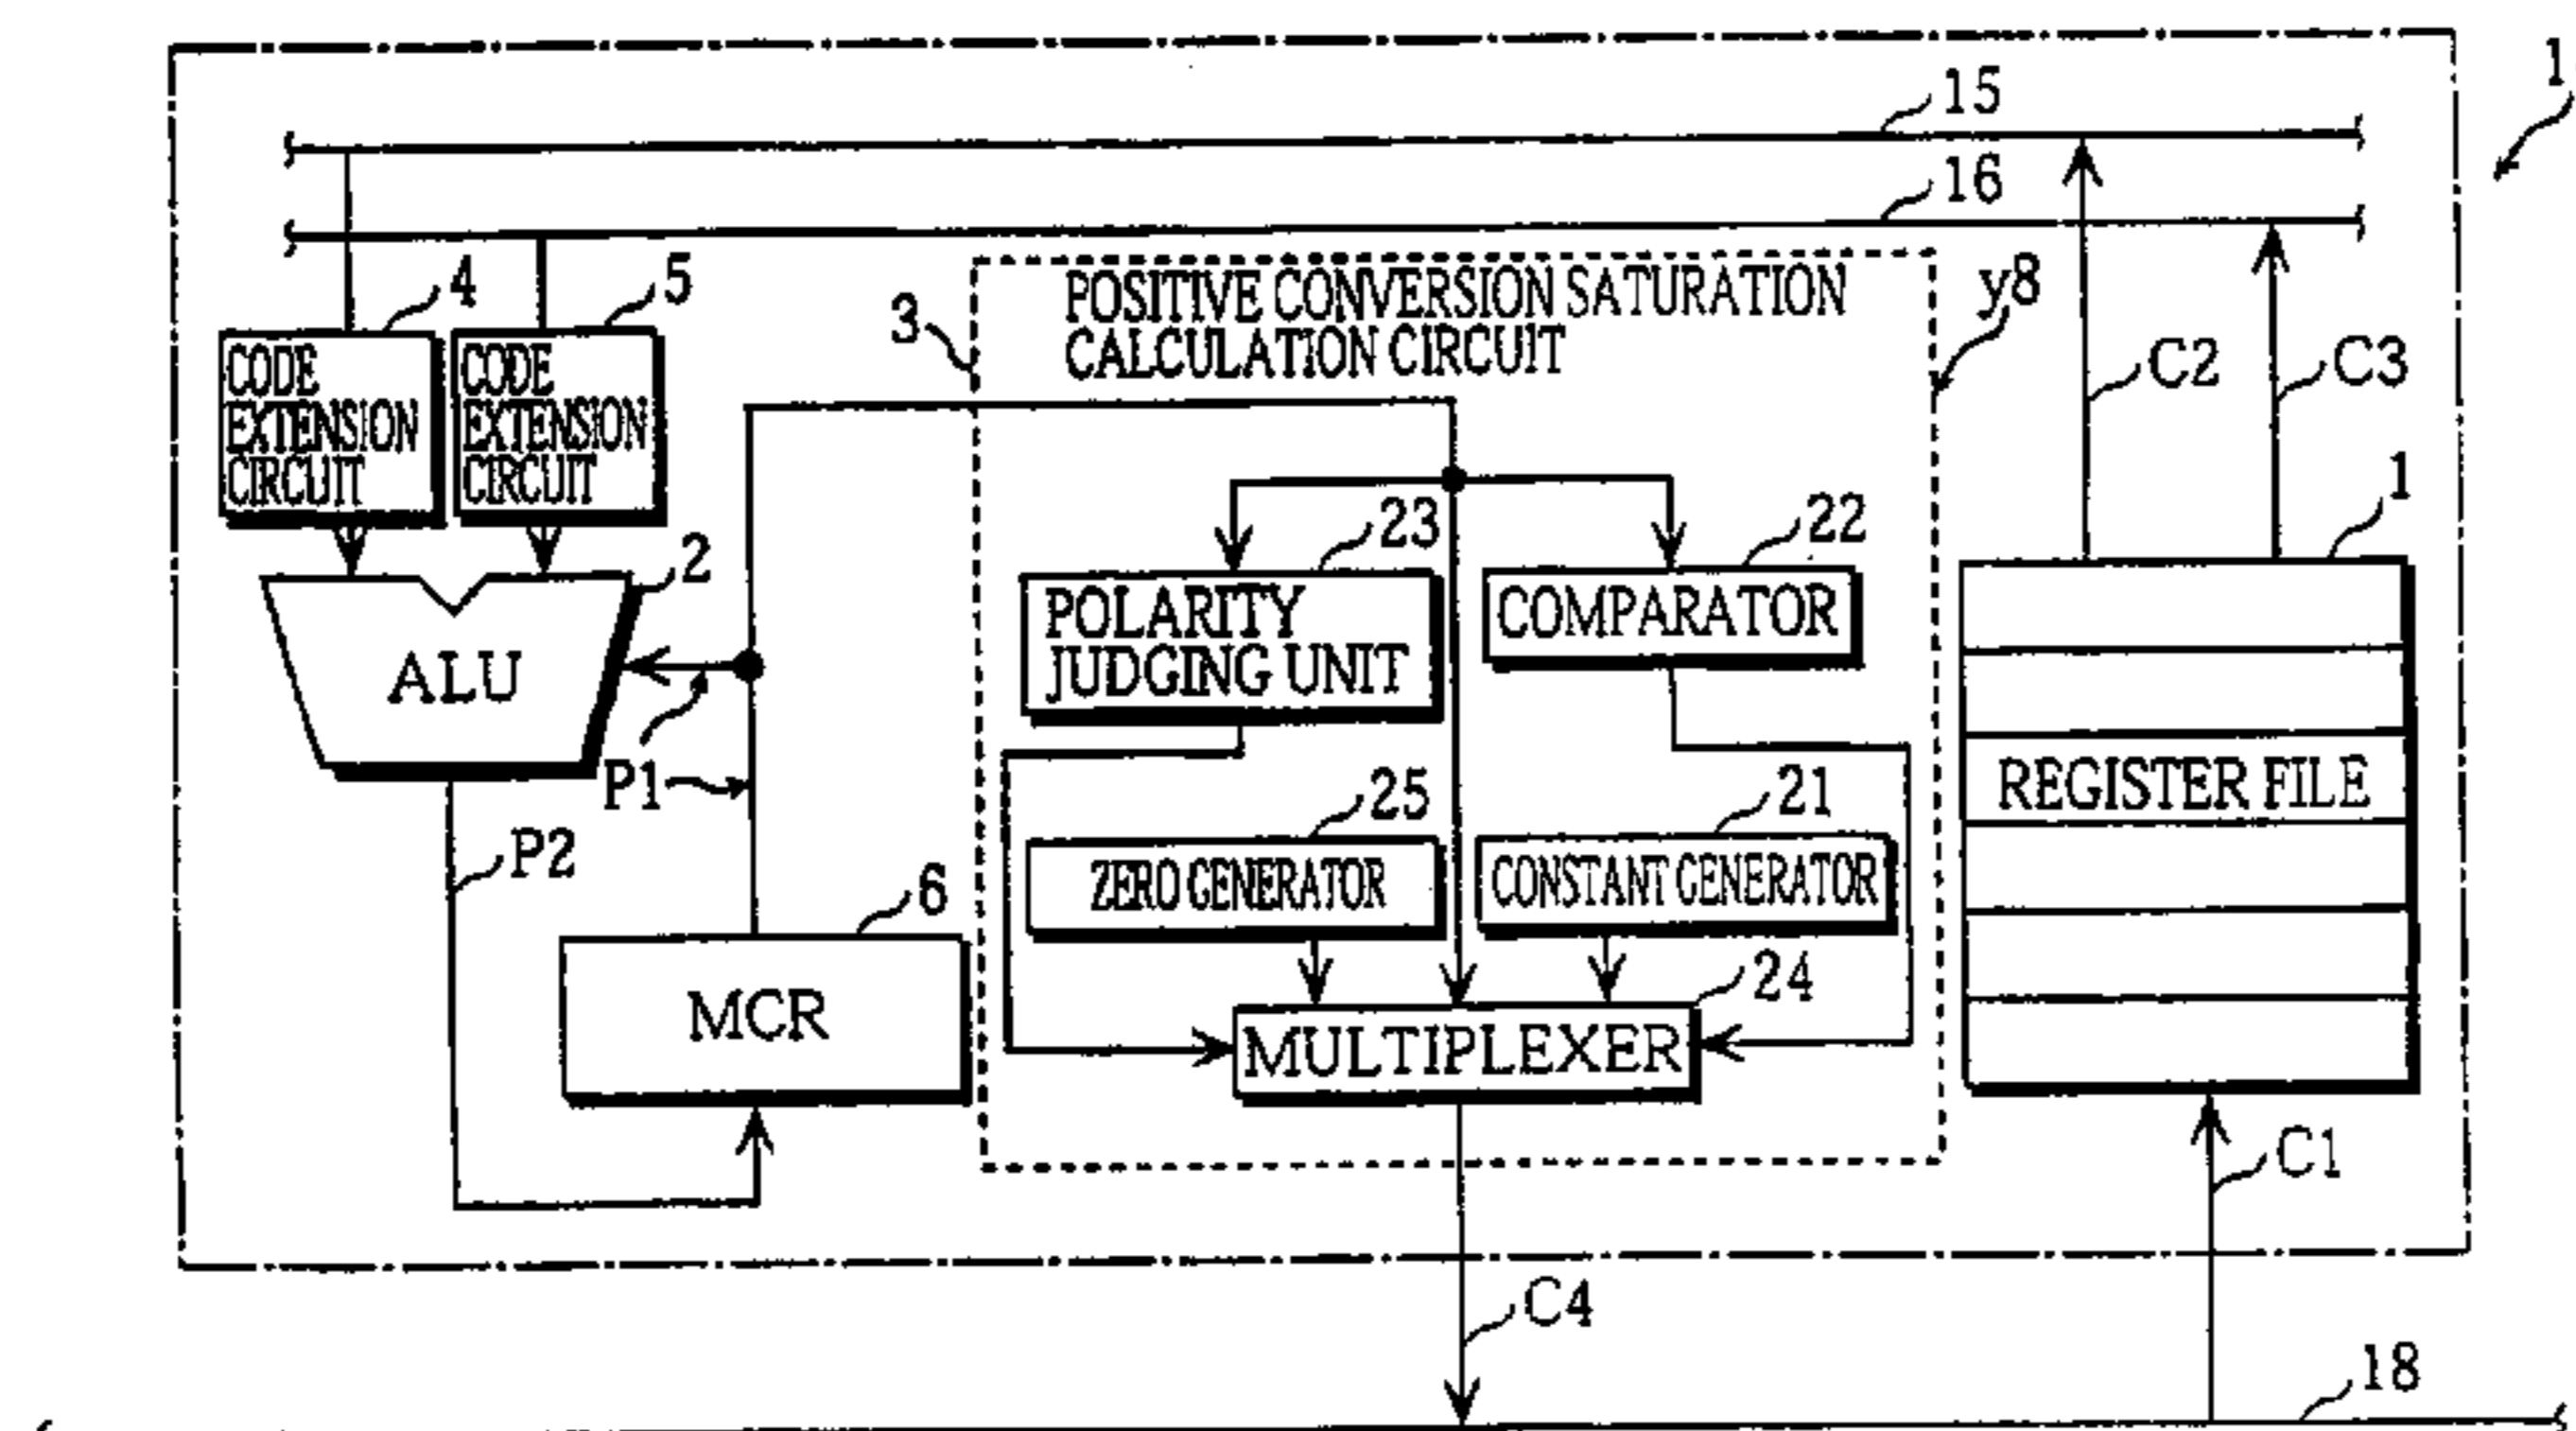 1
15
16
4
5
3
POSITIVE CONVERSION SATURATION
CALCULATION CIRCUIT
y8
C2
C3
CODE
EXTENSION
CIRCUIT
CODE
EXTENSION
CIRCUIT
2
23
22
1
POLARITY
JUDGING UNIT
COMPARATOR
ALU
P1
P2
25
21
REGISTER FILE
ZERO GENERATOR
CONSTANT GENERATOR
6
24
MCR
MULTIPLEXER
C1
C4
18